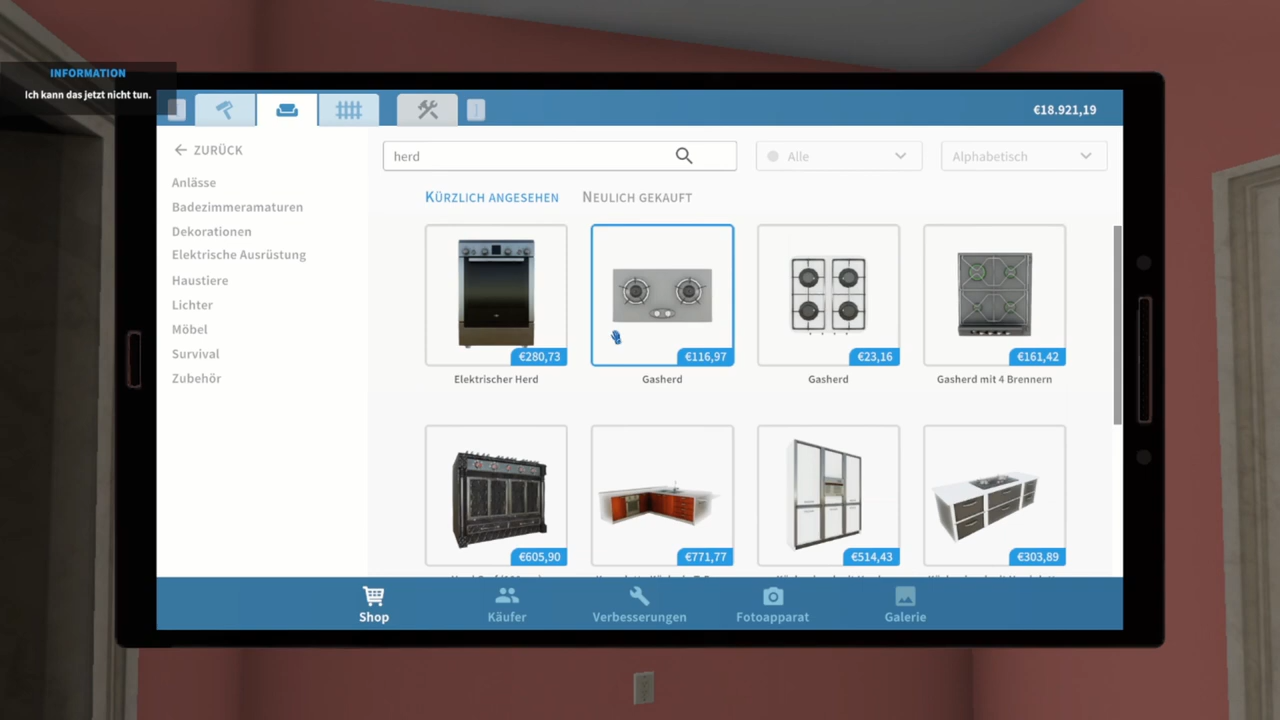 INFORMATION
Ich kann das jetzt nicht tun.
€18.921,19
ZURÜCK
herd
Alle
Alphabetisch
Anlässe
Badezimmeramaturen
Dekorationen
Elektrische Ausrüstung
Haustiere
Lichter
Möbel
Survival
Zubehör
KÜRZLICH ANGESEHEN
NEULICH GEKAUFT
€280,73
€116,97
€23,16
€161,42
Elektrischer Herd
Gasherd
Gasherd
Gasherd mit 4 Brennern
€605,90
€771,77
€514,43
€303,89
Shop
Käufer
Verbesserungen
Fotoapparat
Galerie